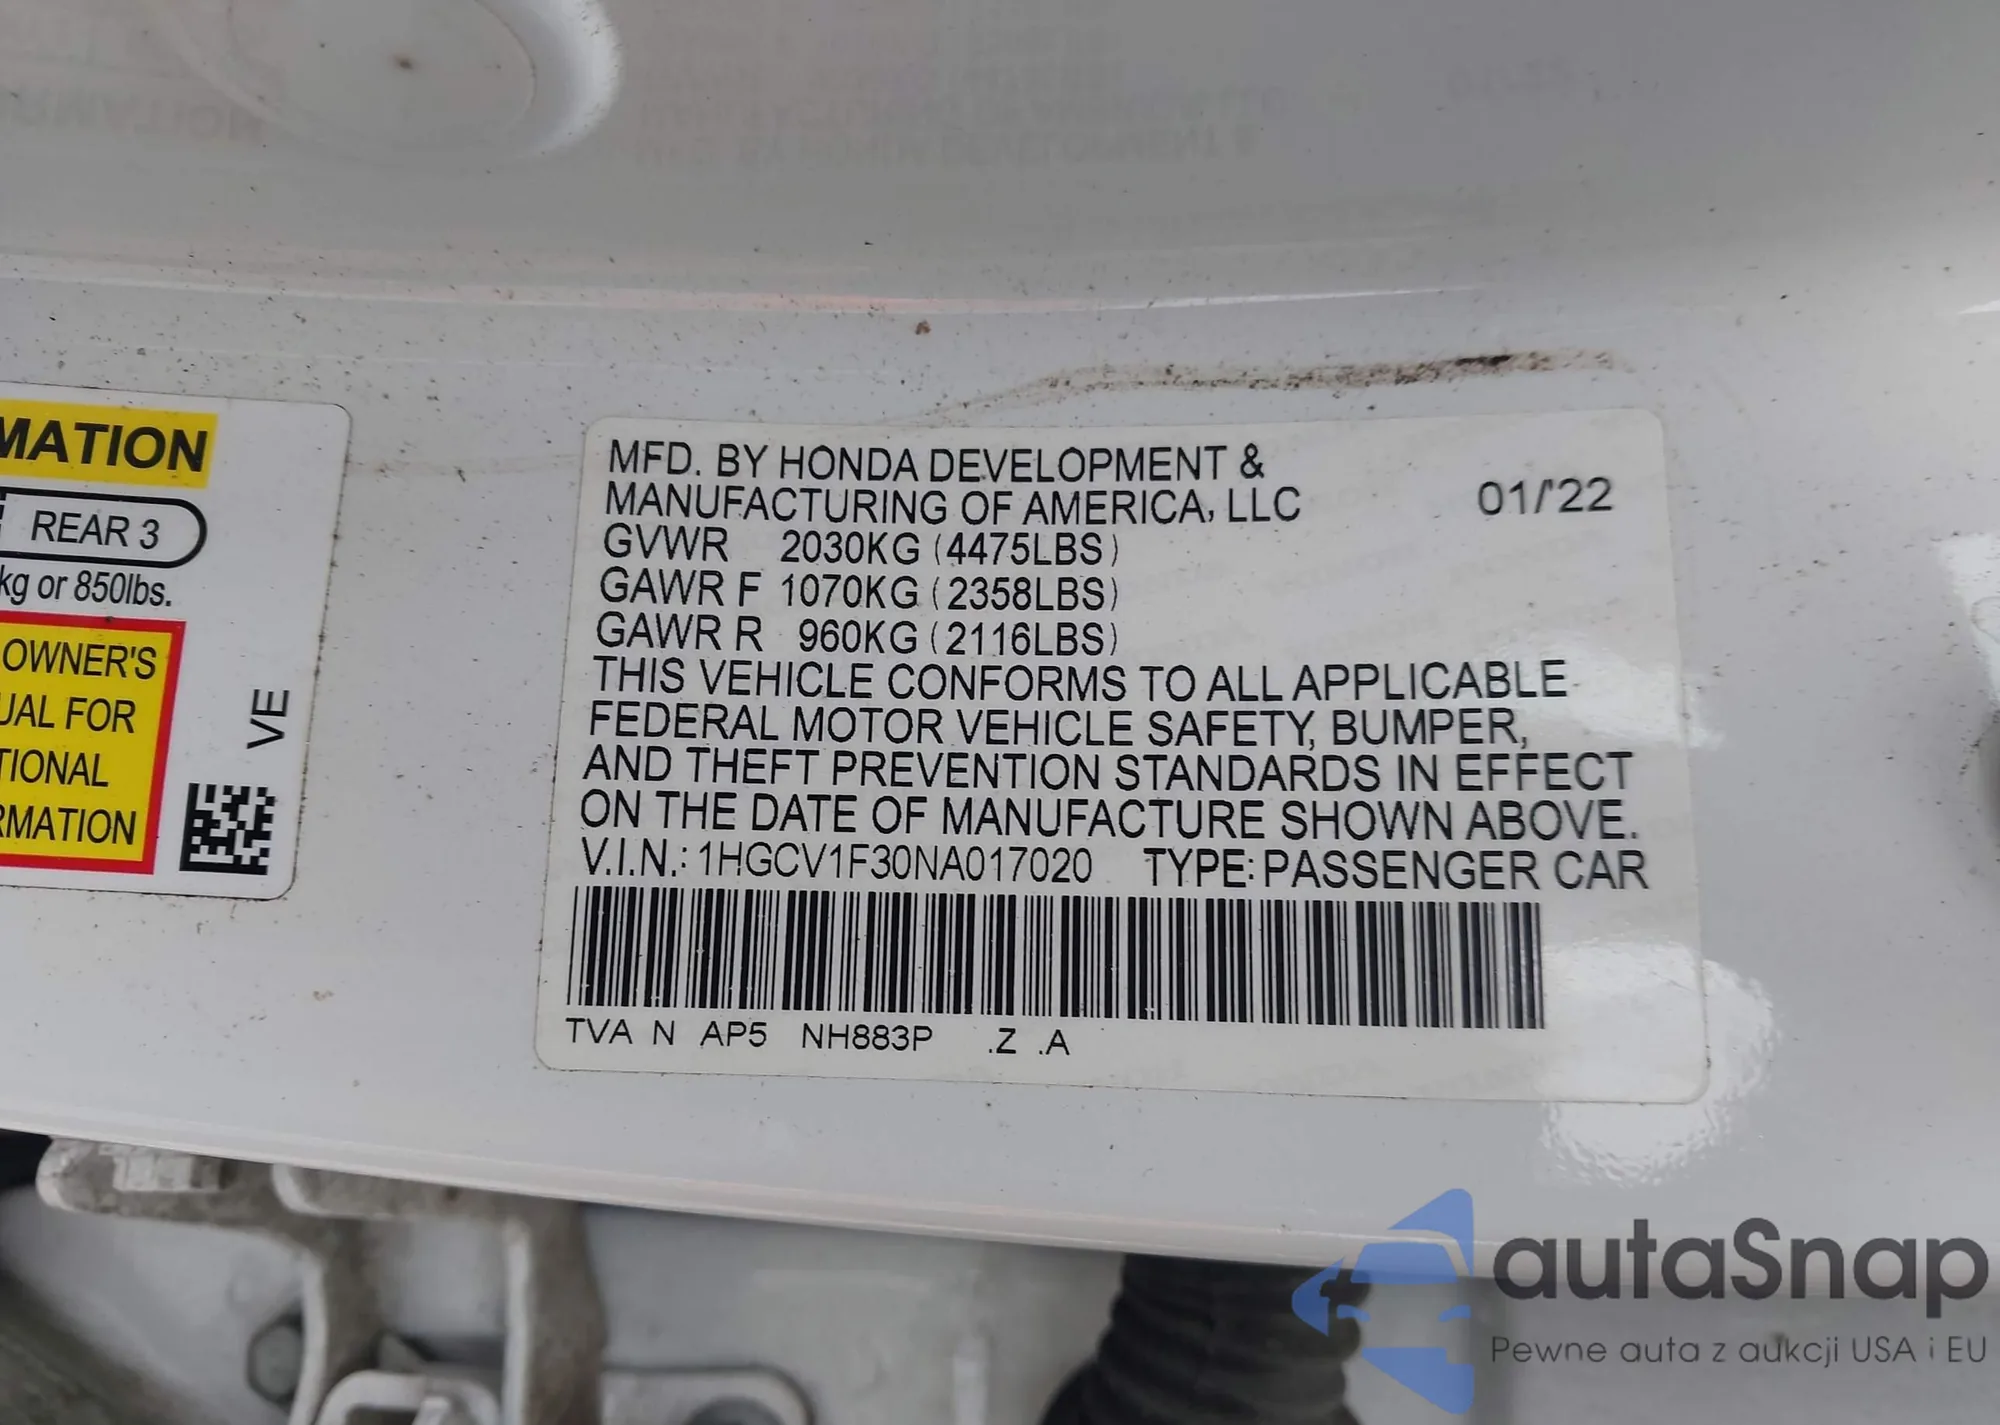 MATION
REAR 3
kg or 850lbs.
OWNER'S
UAL FOR
TIONAL
RMATION
VE
MFD. BY HONDA DEVELOPMENT &
MANUFACTURING OF AMERICA, LLC 01/'22
GVWR 2030KG (4475LBS)
GAWR F 1070KG (2358LBS)
GAWR R 960KG (2116LBS)
THIS VEHICLE CONFORMS TO ALL APPLICABLE
FEDERAL MOTOR VEHICLE SAFETY, BUMPER,
AND THEFT PREVENTION STANDARDS IN EFFECT
ON THE DATE OF MANUFACTURE SHOWN ABOVE.
V.I.N.: 1HGCV1F30NA017020 TYPE: PASSENGER CAR
TVA N AP5 NH883P .Z .A
autaSnap
Pewne auta z aukcji USA i EU